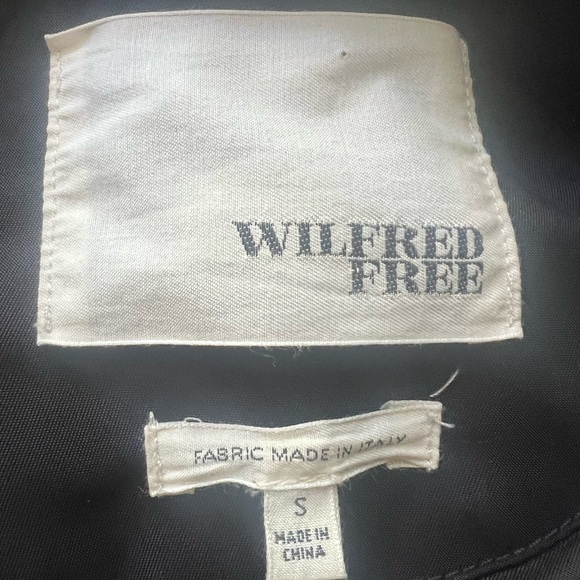 WILFRED
FREE
FABRIC MADE IN ITALY
S
MADE IN
CHINA